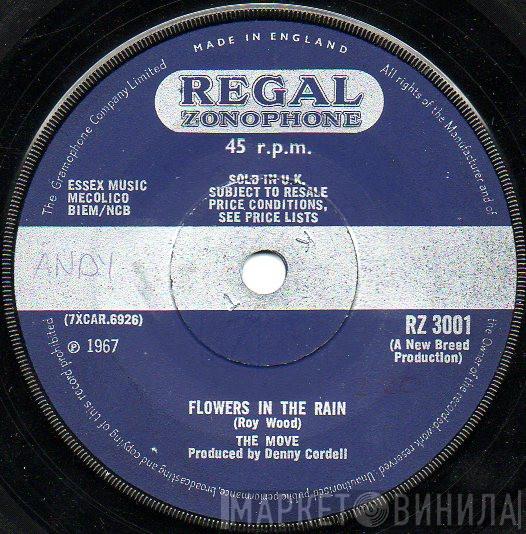 MADE IN ENGLAND
The Gramophone Company Limited
All rights of the Manufacturer and of
the Owner of the recorded work reserved. Unauthorised public performance broadcasting and copying of this record prohibited
REGAL
ZONOPHONE
45 r.p.m.
ESSEX MUSIC
MECOLICO
BIEM/NCB
SOLD IN U.K.
SUBJECT TO RESALE
PRICE CONDITIONS,
SEE PRICE LISTS
ANDY
(7XCAR.6926)
℗ 1967
RZ 3001
(A New Breed
Production)
FLOWERS IN THE RAIN
(Roy Wood)
THE MOVE
Produced by Denny Cordell
МАРКЕТ ВИНИЛА